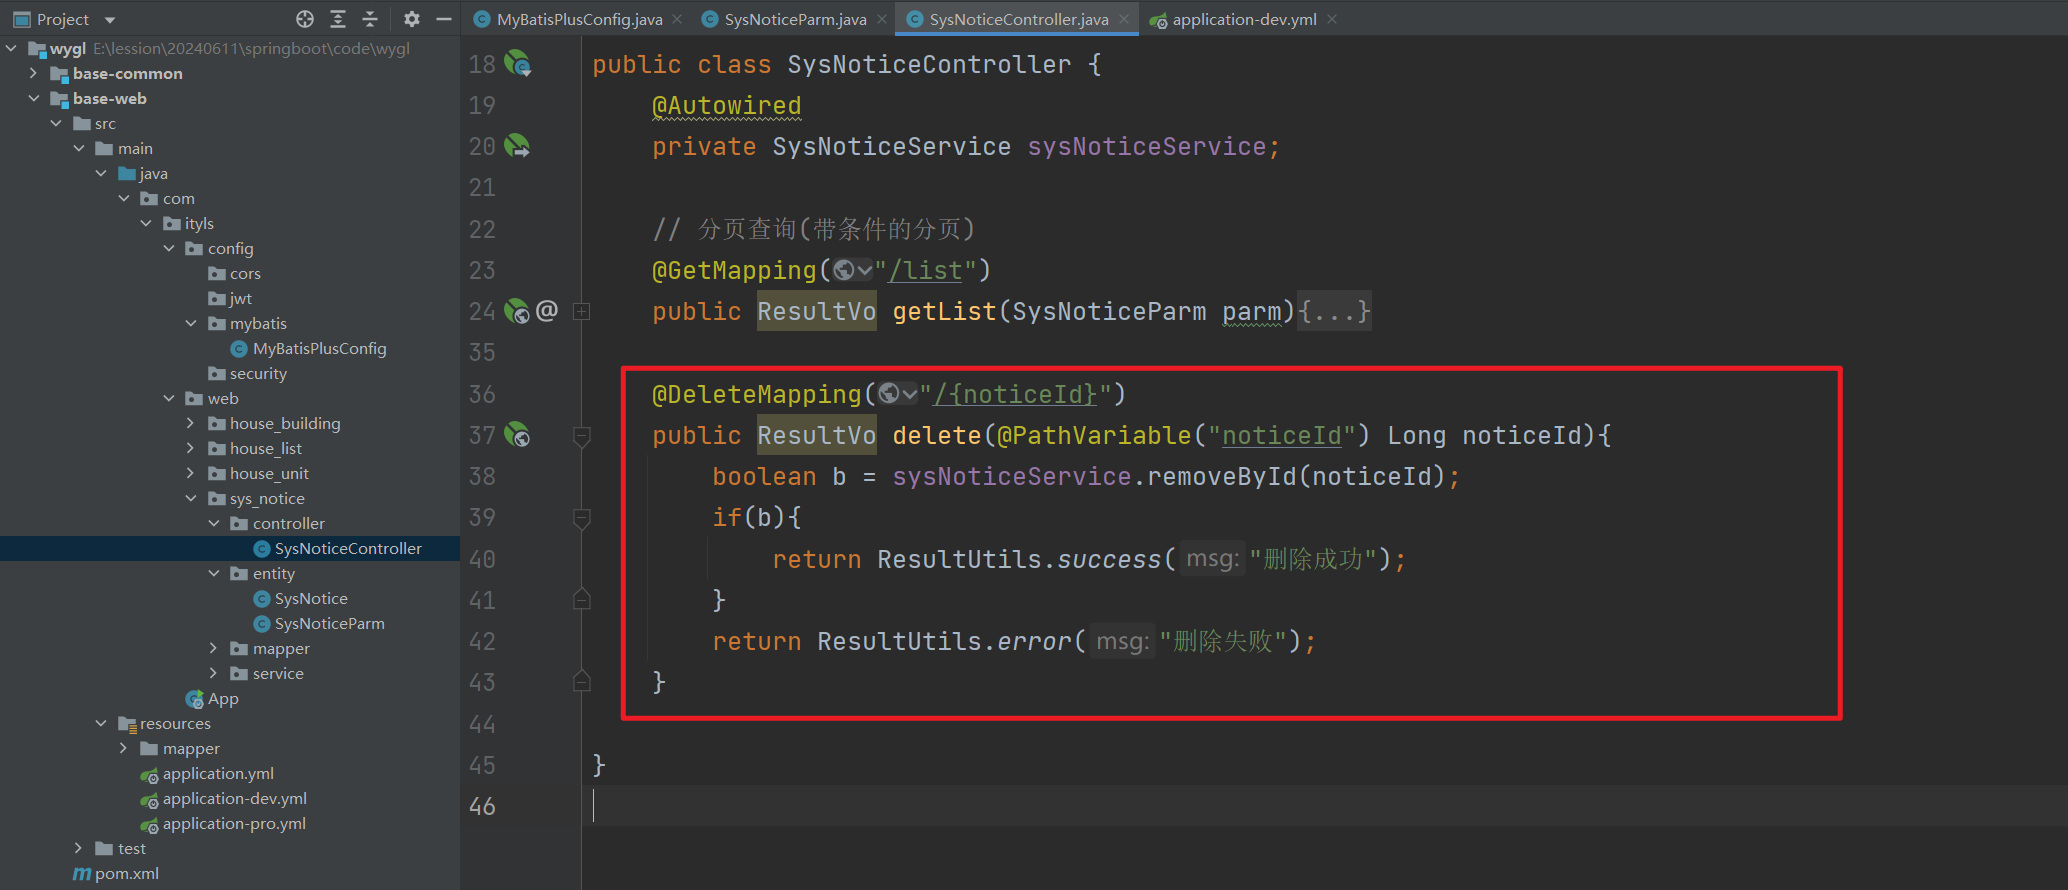 Project
wygl E:\lession\20240611\springboot\code\wygl
base-common
base-web
src
main
java
com
ityls
config
cors
jwt
mybatis
MyBatisPlusConfig
security
web
house_building
house_list
house_unit
sys_notice
controller
SysNoticeController
entity
SysNotice
SysNoticeParm
mapper
service
App
resources
mapper
application.yml
application-dev.yml
application-pro.yml
test
pom.xml
MyBatisPlusConfig.java SysNoticeParm.java SysNoticeController.java application-dev.yml
18 public class SysNoticeController {
19 @Autowired
20 private SysNoticeService sysNoticeService;
21
22 // 分页查询(带条件的分页)
23 @GetMapping("/list")
24 @ public ResultVo getList(SysNoticeParm parm){...}
35
36 @DeleteMapping("/{noticeId}")
37 public ResultVo delete(@PathVariable("noticeId") Long noticeId){
38 boolean b = sysNoticeService.removeById(noticeId);
39 if(b){
40 return ResultUtils.success( msg: "删除成功");
41 }
42 return ResultUtils.error( msg: "删除失败");
43 }
44
45 }
46